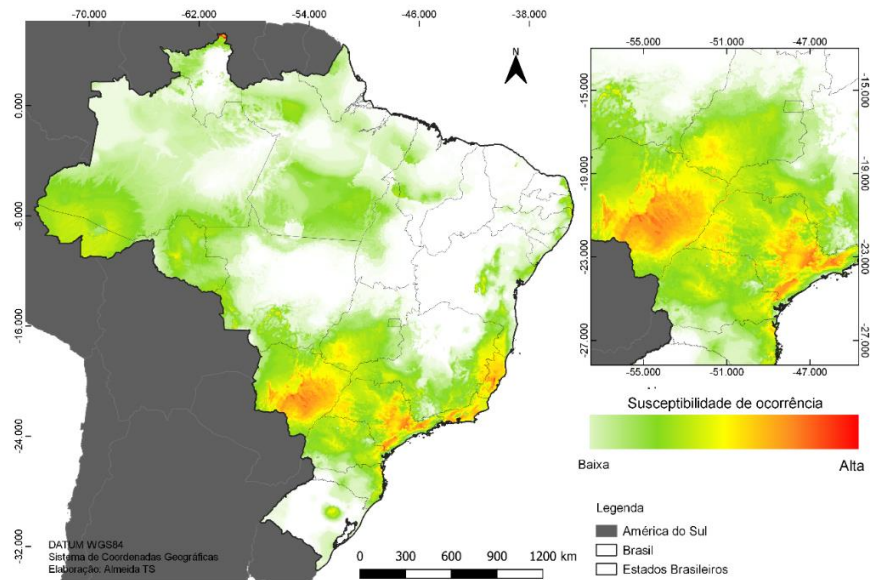 -70.000 -62.000 -54.000 -46.000 -38.000
N
0.000
-8.000
-16.000
-24.000
-32.000
DATUM WGS84
Sistema de Coordenadas Geográficas
Elaboração: Almeida TS
0 300 600 900 1200 km
-55.000 -51.000 -47.000
-15.000 -15.000
-19.000 -19.000
-23.000 -23.000
-27.000 -27.000
-55.000 -51.000 -47.000
Susceptibilidade de ocorrência
Baixa Alta
Legenda
América do Sul
Brasil
Estados Brasileiros